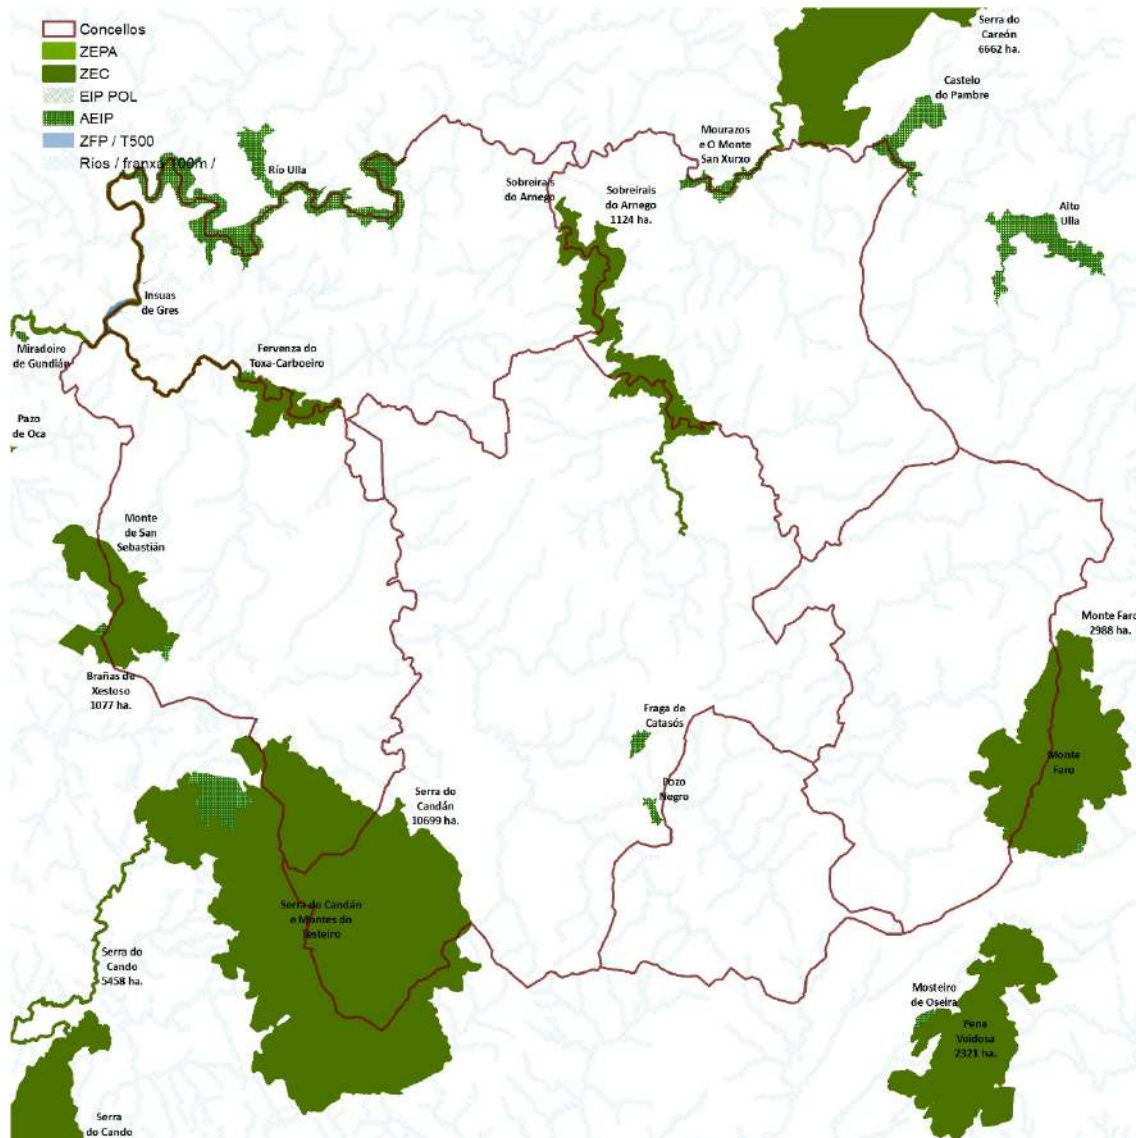 Concellos
ZEPA
ZEC
EIP POL
AEIP
ZFP / T500
Ríos / franxa 100m /
Serra do
Careón
6662 ha.
Castelo
do Pambre
Mourazos
e O Monte
San Xurxo
Río Ulla
Sobreirais
do Arnego
Sobreirais
do Arnego
1124 ha.
Alto
Ulla
Insuas
de Gres
Miradoiro
de Gundián
Fervenza do
Toxa-Carboeiro
Pazo
de Oca
Monte
de San
Sebastián
Monte Faro
2988 ha.
Brañas de
Xestoso
1077 ha.
Fraga de
Catasós
Monte
Faro
Pozo
Negro
Serra do
Candán
10699 ha.
Serra do Candán
e Montes do
Testeiro
Serra do
Cando
5458 ha.
Mosteiro
de Oseira
Pena
Veidosa
2321 ha.
Serra
do Cando